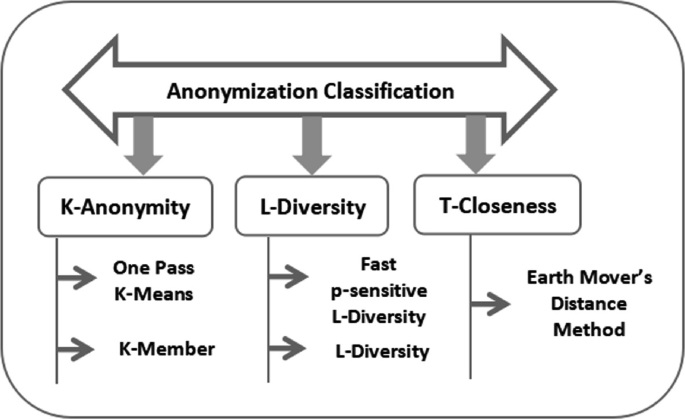 Anonymization Classification
K-Anonymity
L-Diversity
T-Closeness
One Pass
K-Means
K-Member
Fast
p-sensitive
L-Diversity
L-Diversity
Earth Mover's
Distance
Method